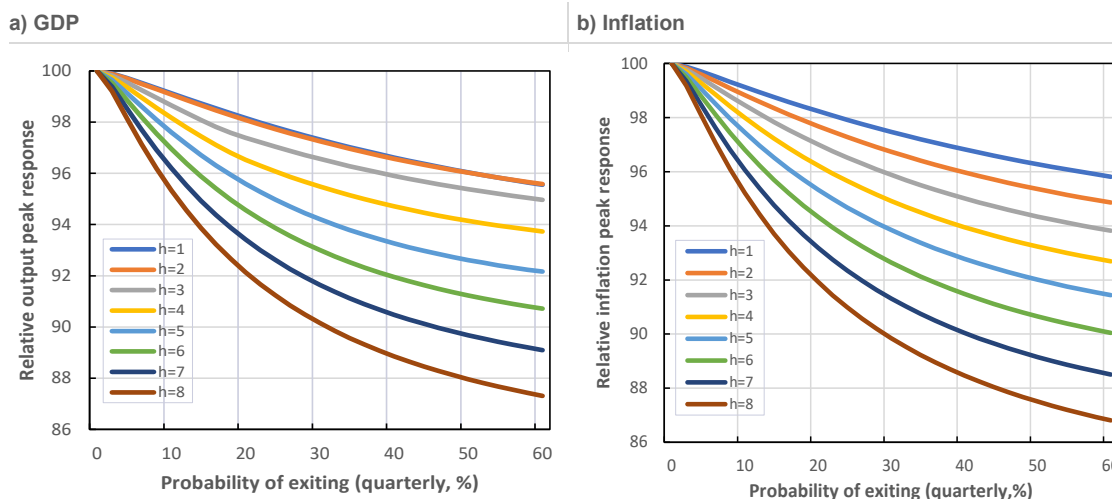 a) GDP
Relative output peak response
100
98
96
94
92
90
88
86
h=1
h=2
h=3
h=4
h=5
h=6
h=7
h=8
0 10 20 30 40 50 60
Probability of exiting (quarterly, %)
b) Inflation
Relative inflation peak response
100
98
96
94
92
90
88
86
h=1
h=2
h=3
h=4
h=5
h=6
h=7
h=8
0 10 20 30 40 50 60
Probability of exiting (quarterly,%)